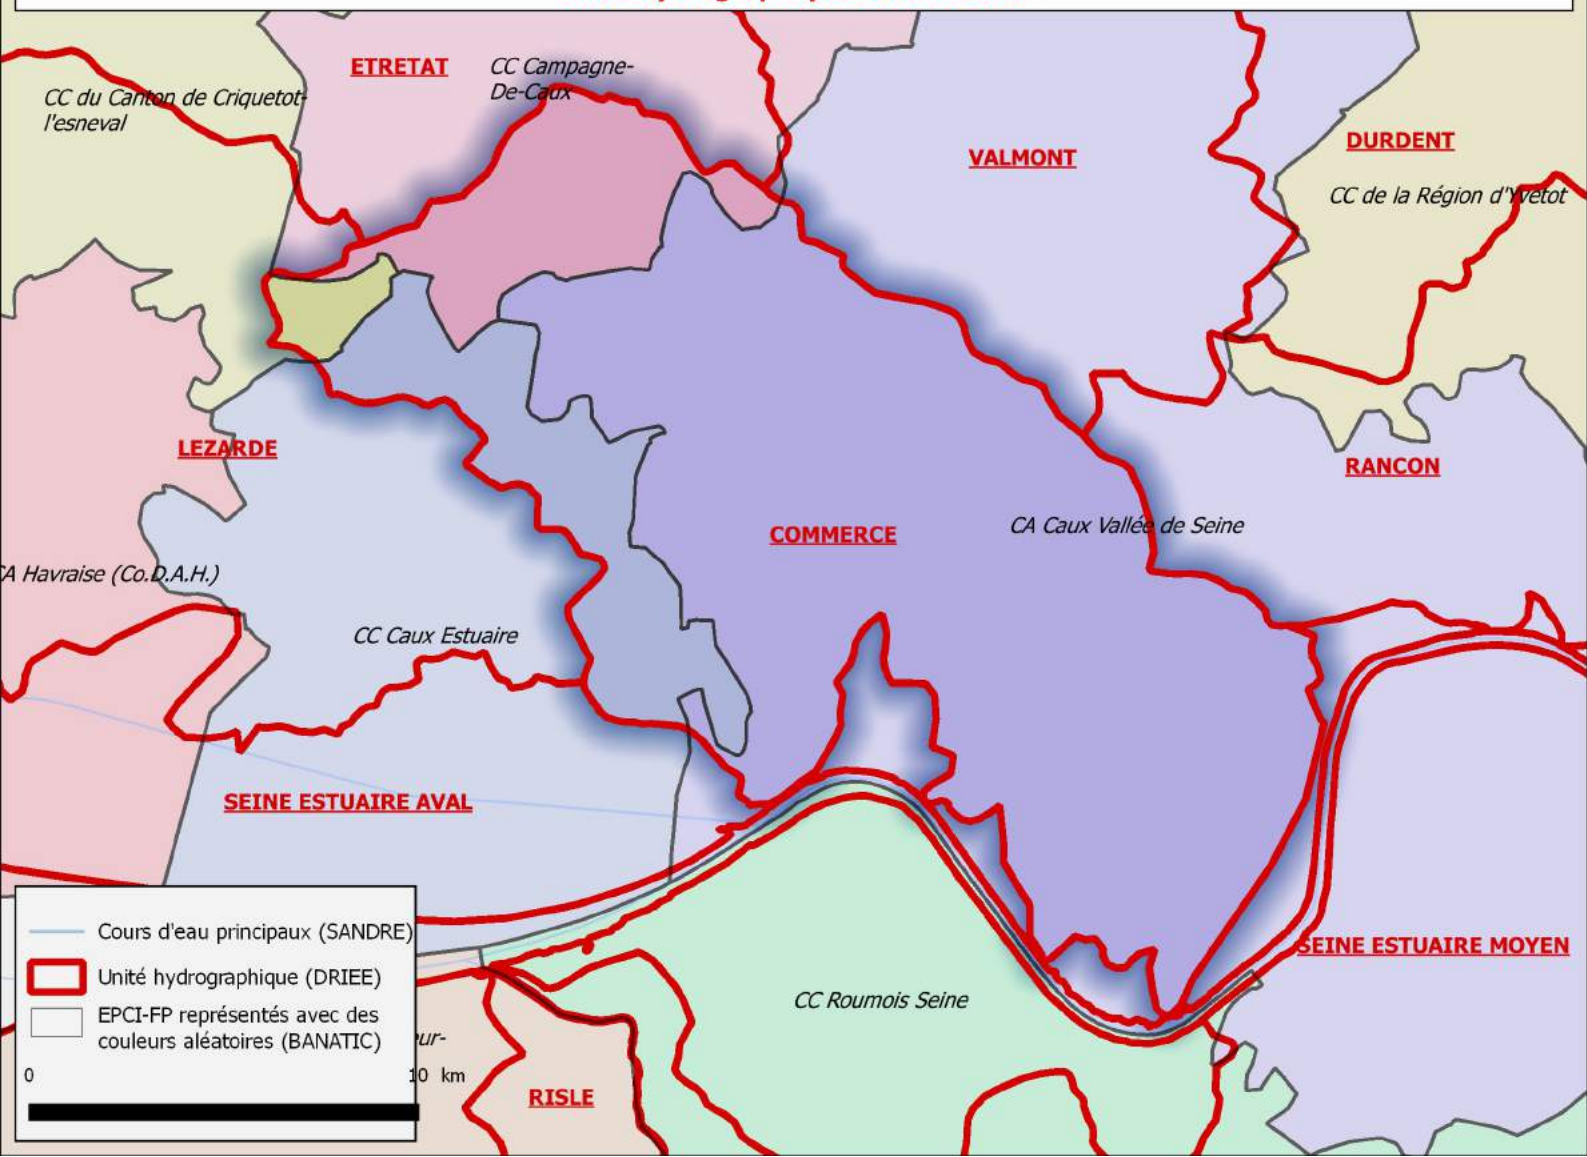 ETRETAT
CC Campagne-
De-Caux
CC du Canton de Criquetot-
l'esneval
VALMONT
DURDENT
CC de la Région d'Yvetot
LEZARDE
RANCON
COMMERCE
CA Caux Vallée de Seine
CA Havraise (Co.D.A.H.)
CC Caux Estuaire
SEINE ESTUAIRE AVAL
SEINE ESTUAIRE MOYEN
CC Roumois Seine
eur-
RISLE
Cours d'eau principaux (SANDRE)
Unité hydrographique (DRIEE)
EPCI-FP représentés avec des
couleurs aléatoires (BANATIC)
0 10 km